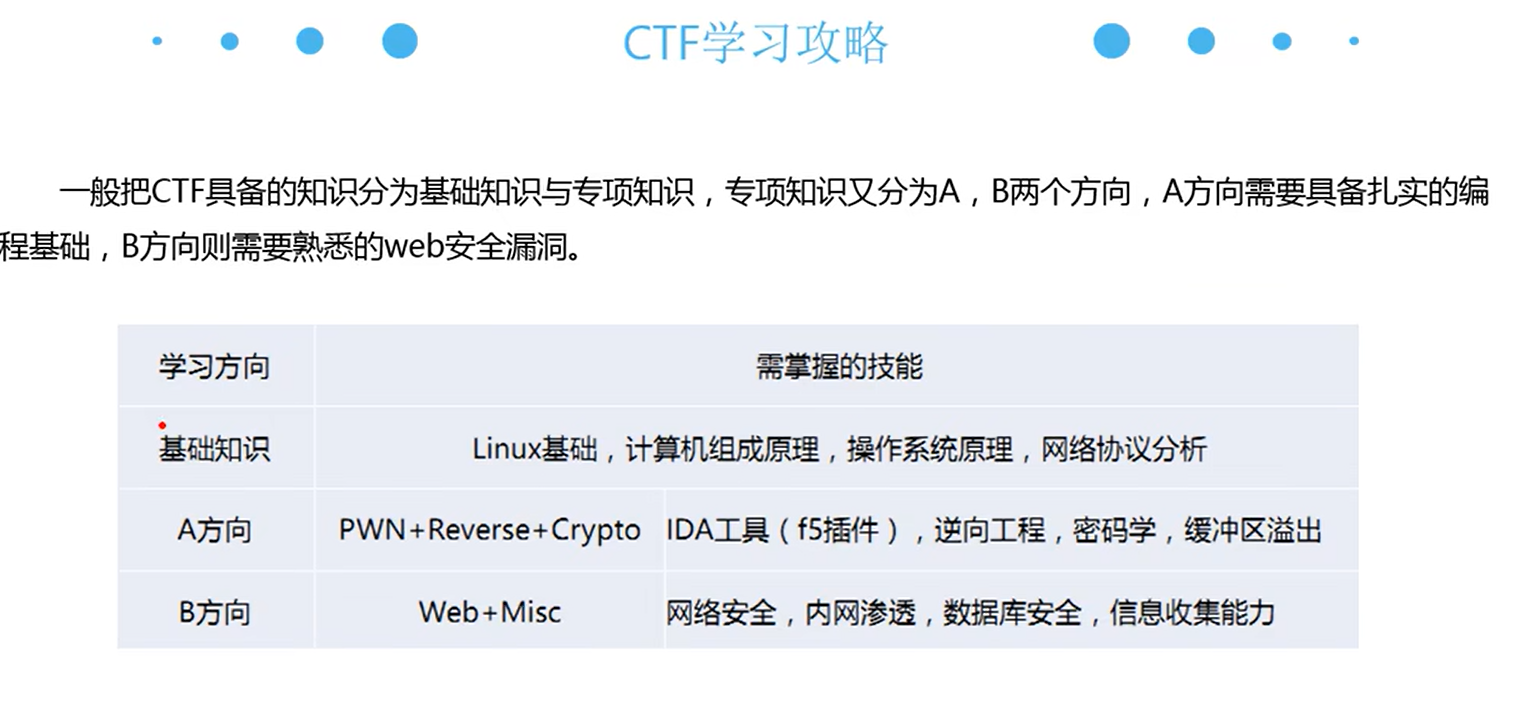 CTF学习攻略
一般把CTF具备的知识分为基础知识与专项知识，专项知识又分为A，B两个方向，A方向需要具备扎实的编
程基础，B方向则需要熟悉的web安全漏洞。
学习方向 需掌握的技能
基础知识 Linux基础，计算机组成原理，操作系统原理，网络协议分析
A方向 PWN+Reverse+Crypto IDA工具（f5插件），逆向工程，密码学，缓冲区溢出
B方向 Web+Misc 网络安全，内网渗透，数据库安全，信息收集能力